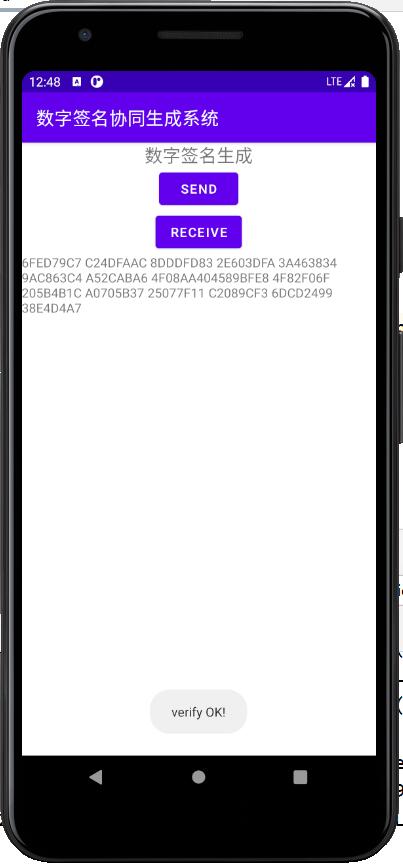 12:48
LTE
数字签名协同生成系统
数字签名生成
SEND
RECEIVE
6FED79C7 C24DFAAC 8DDDFD83 2E603DFA 3A463834
9AC863C4 A52CABA6 4F08AA404589BFE8 4F82F06F
205B4B1C A0705B37 25077F11 C2089CF3 6DCD2499
38E4D4A7
verify OK!